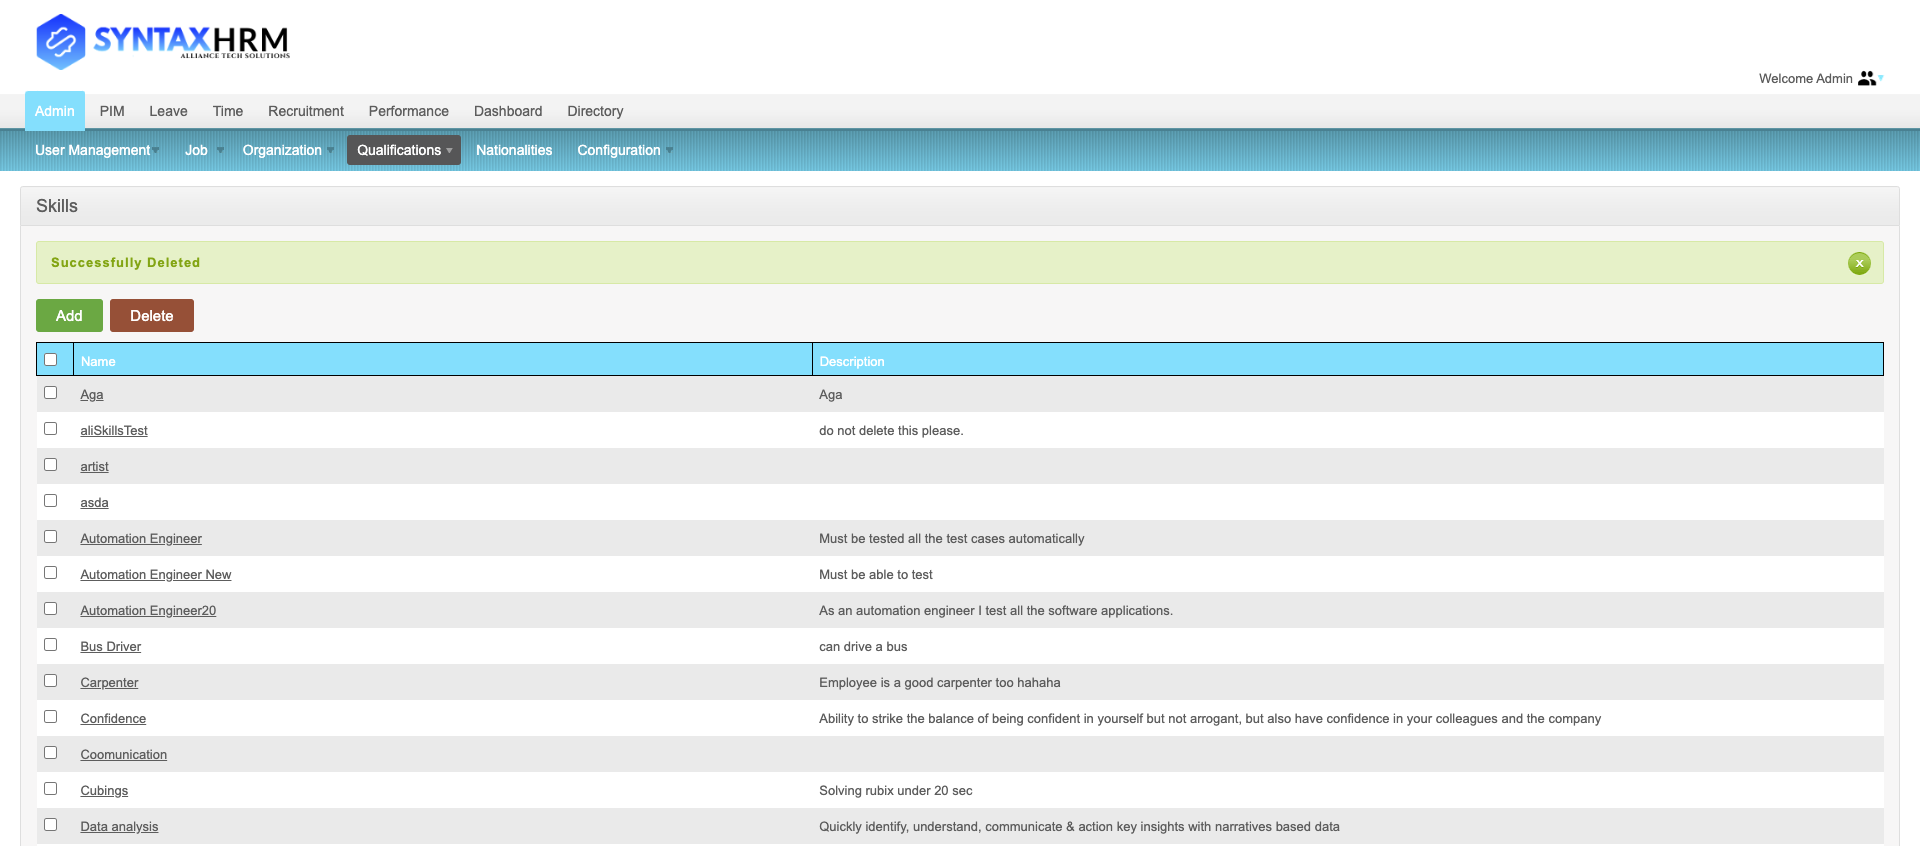 SYNTAXHRM
ALLIANCE TECH SOLUTIONS
Welcome Admin
Admin PIM Leave Time Recruitment Performance Dashboard Directory
User Management Job Organization Qualifications Nationalities Configuration
Skills
Successfully Deleted x
Add Delete
Name Description
Aga Aga
aliSkillsTest do not delete this please.
artist
asda
Automation Engineer Must be tested all the test cases automatically
Automation Engineer New Must be able to test
Automation Engineer20 As an automation engineer I test all the software applications.
Bus Driver can drive a bus
Carpenter Employee is a good carpenter too hahaha
Confidence Ability to strike the balance of being confident in yourself but not arrogant, but also have confidence in your colleagues and the company
Coomunication
Cubings Solving rubix under 20 sec
Data analysis Quickly identify, understand, communicate & action key insights with narratives based data